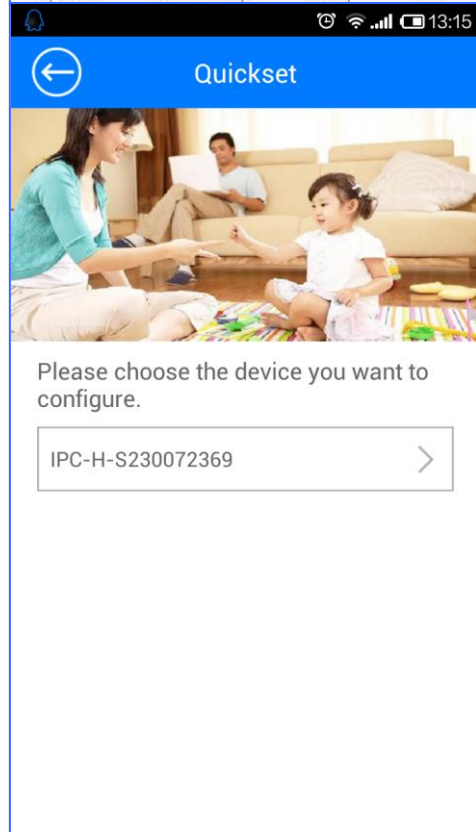 13:15
Quickset
Please choose the device you want to
configure.
IPC-H-S230072369